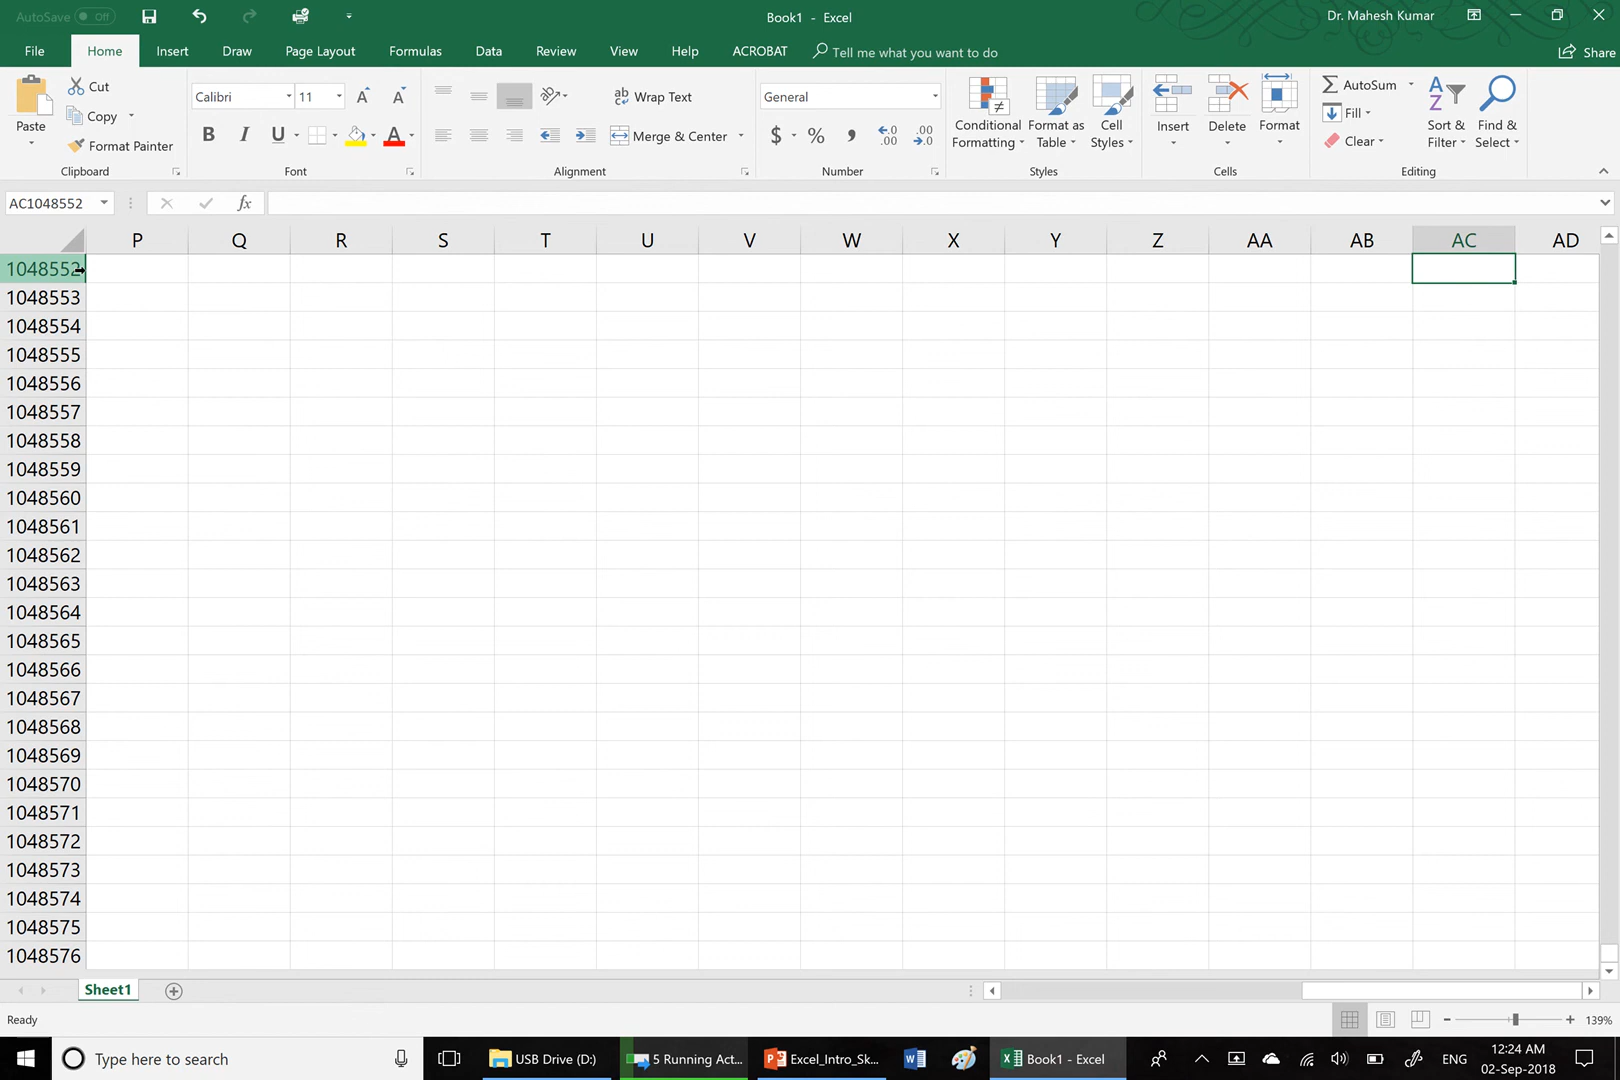 AutoSave Off
Book1 - Excel
Dr. Mahesh Kumar
File Home Insert Draw Page Layout Formulas Data Review View Help ACROBAT Tell me what you want to do Share
Paste
Cut
Copy
Format Painter
Clipboard
Calibri 11
B I U A
Font
Wrap Text
Merge & Center
Alignment
General
$ % ,
Number
Conditional Formatting
Format as Table
Cell Styles
Styles
Insert
Delete
Format
Cells
AutoSum
Fill
Clear
Sort & Filter
Find & Select
Editing
AC1048552 fx
P Q R S T U V W X Y Z AA AB AC AD
1048552
1048553
1048554
1048555
1048556
1048557
1048558
1048559
1048560
1048561
1048562
1048563
1048564
1048565
1048566
1048567
1048568
1048569
1048570
1048571
1048572
1048573
1048574
1048575
1048576
Sheet1
Ready
139%
Type here to search
USB Drive (D:)
5 Running Act...
Excel_Intro_Sk...
Book1 - Excel
ENG
12:24 AM
02-Sep-2018